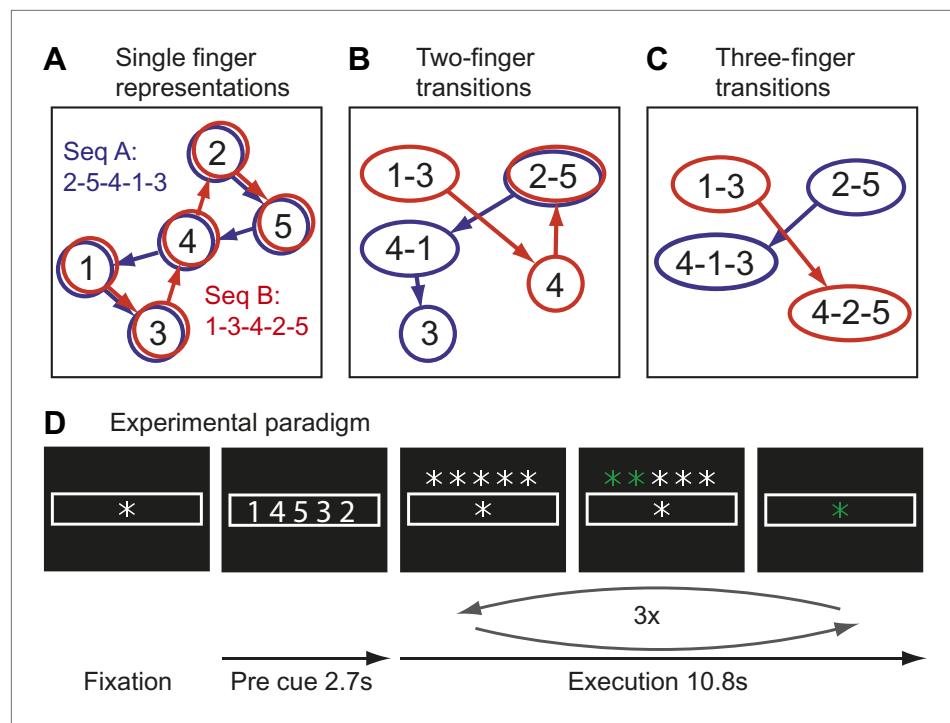 A Single finger representations
B Two-finger transitions
C Three-finger transitions
Seq A:
2-5-4-1-3
2
5
4
1
3
Seq B:
1-3-4-2-5
1-3
2-5
4-1
4
3
1-3
2-5
4-1-3
4-2-5
D Experimental paradigm
*
1 4 5 3 2
* * * * *
*
* * * * *
*
*
3x
Fixation
Pre cue 2.7s
Execution 10.8s